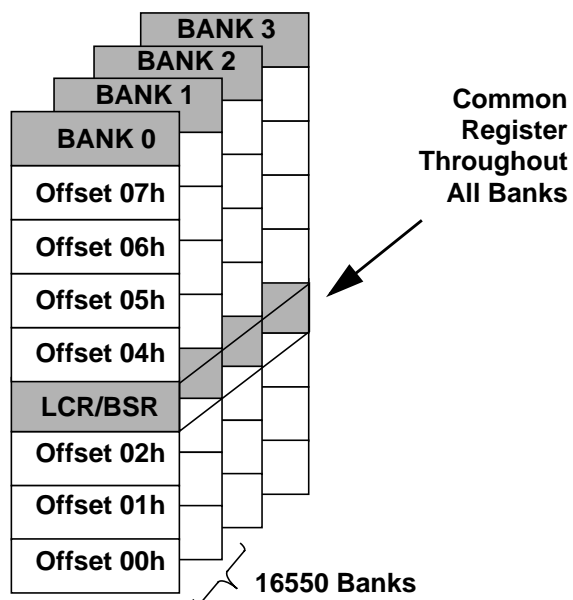 BANK 3
BANK 2
BANK 1
BANK 0
Common
Register
Throughout
All Banks
Offset 07h
Offset 06h
Offset 05h
Offset 04h
LCR/BSR
Offset 02h
Offset 01h
Offset 00h
16550 Banks